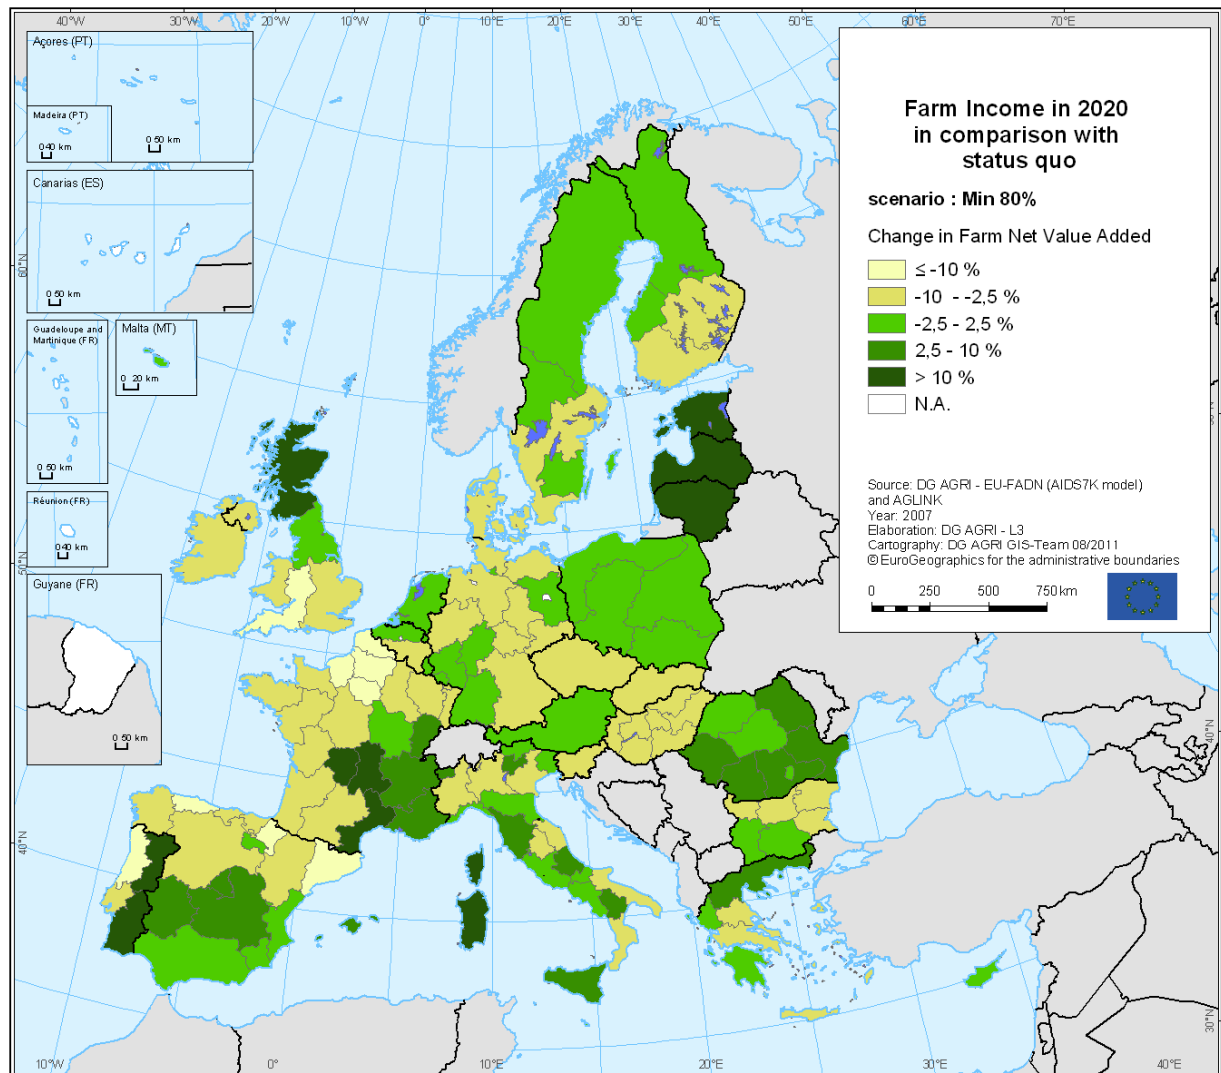 40°W
30°W
20°W
10°W
0°
10°E
20°E
30°E
40°E
50°E
60°E
70°E
Açores (PT)
Madeira (PT)
0 40 km
0 50 km
Canarias (ES)
0 50 km
Guadeloupe and
Martinique (FR)
0 50 km
Malta (MT)
0 20 km
Réunion (FR)
0 40 km
Guyane (FR)
0 50 km
60°N
50°N
40°N
40°N
30°N
Farm Income in 2020
in comparison with
status quo
scenario : Min 80%
Change in Farm Net Value Added
≤ -10 %
-10 - -2,5 %
-2,5 - 2,5 %
2,5 - 10 %
> 10 %
N.A.
Source: DG AGRI - EU-FADN (AIDS7K model)
and AGLINK
Year: 2007
Elaboration: DG AGRI - L3
Cartography: DG AGRI GIS-Team 08/2011
© EuroGeographics for the administrative boundaries
0 250 500 750 km
10°W
0°
10°E
20°E
30°E
40°E